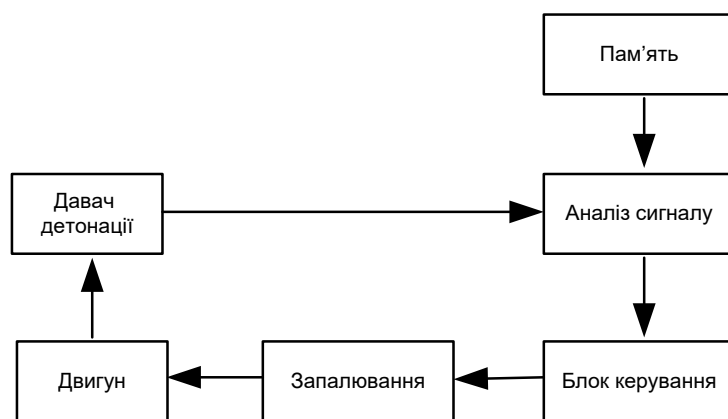 Пам’ять
Давач
детонації
Аналіз сигналу
Двигун
Запалювання
Блок керування